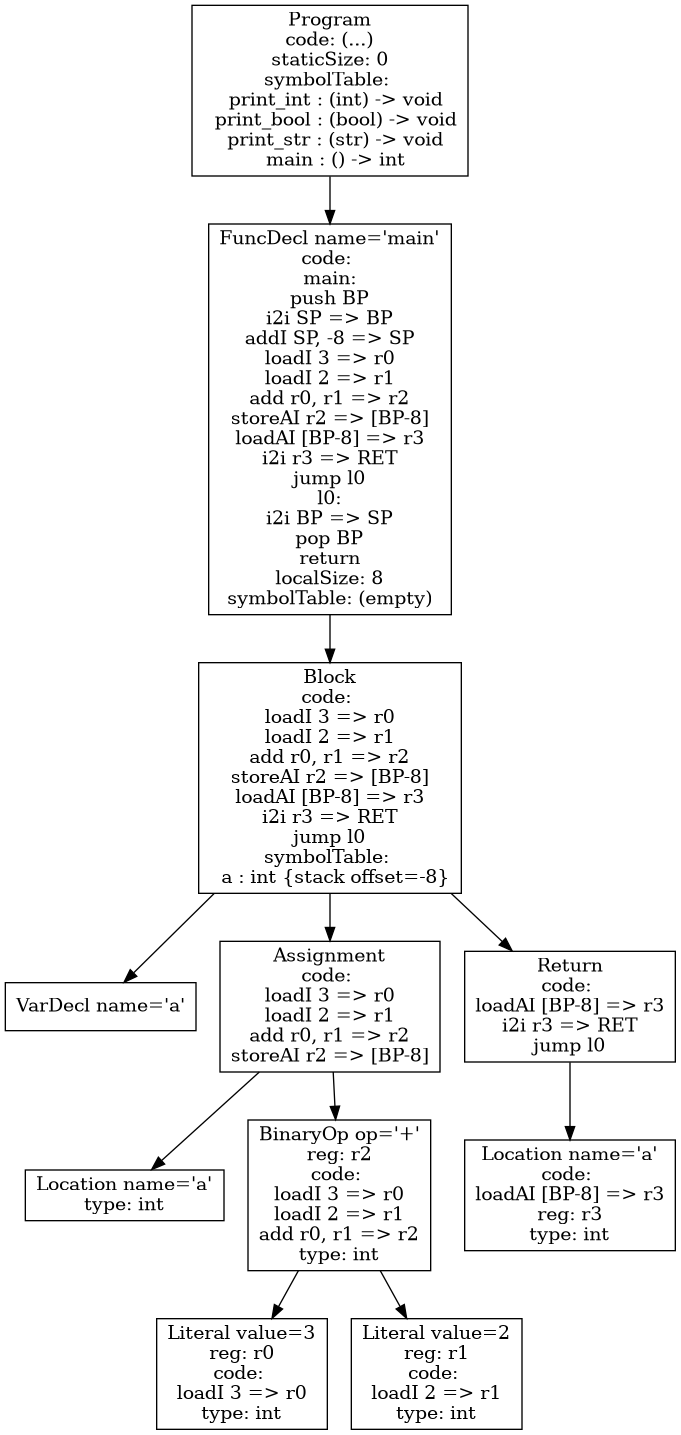 Program
code: (...)
staticSize: 0
symbolTable:
print_int : (int) -> void
print_bool : (bool) -> void
print_str : (str) -> void
main : () -> int
FuncDecl name='main'
code:
main:
push BP
i2i SP => BP
addI SP, -8 => SP
loadI 3 => r0
loadI 2 => r1
add r0, r1 => r2
storeAI r2 => [BP-8]
loadAI [BP-8] => r3
i2i r3 => RET
jump l0
l0:
i2i BP => SP
pop BP
return
localSize: 8
symbolTable: (empty)
Block
code:
loadI 3 => r0
loadI 2 => r1
add r0, r1 => r2
storeAI r2 => [BP-8]
loadAI [BP-8] => r3
i2i r3 => RET
jump l0
symbolTable:
a : int {stack offset=-8}
VarDecl name='a'
Assignment
code:
loadI 3 => r0
loadI 2 => r1
add r0, r1 => r2
storeAI r2 => [BP-8]
Return
code:
loadAI [BP-8] => r3
i2i r3 => RET
jump l0
Location name='a'
type: int
BinaryOp op='+'
reg: r2
code:
loadI 3 => r0
loadI 2 => r1
add r0, r1 => r2
type: int
Location name='a'
code:
loadAI [BP-8] => r3
reg: r3
type: int
Literal value=3
reg: r0
code:
loadI 3 => r0
type: int
Literal value=2
reg: r1
code:
loadI 2 => r1
type: int